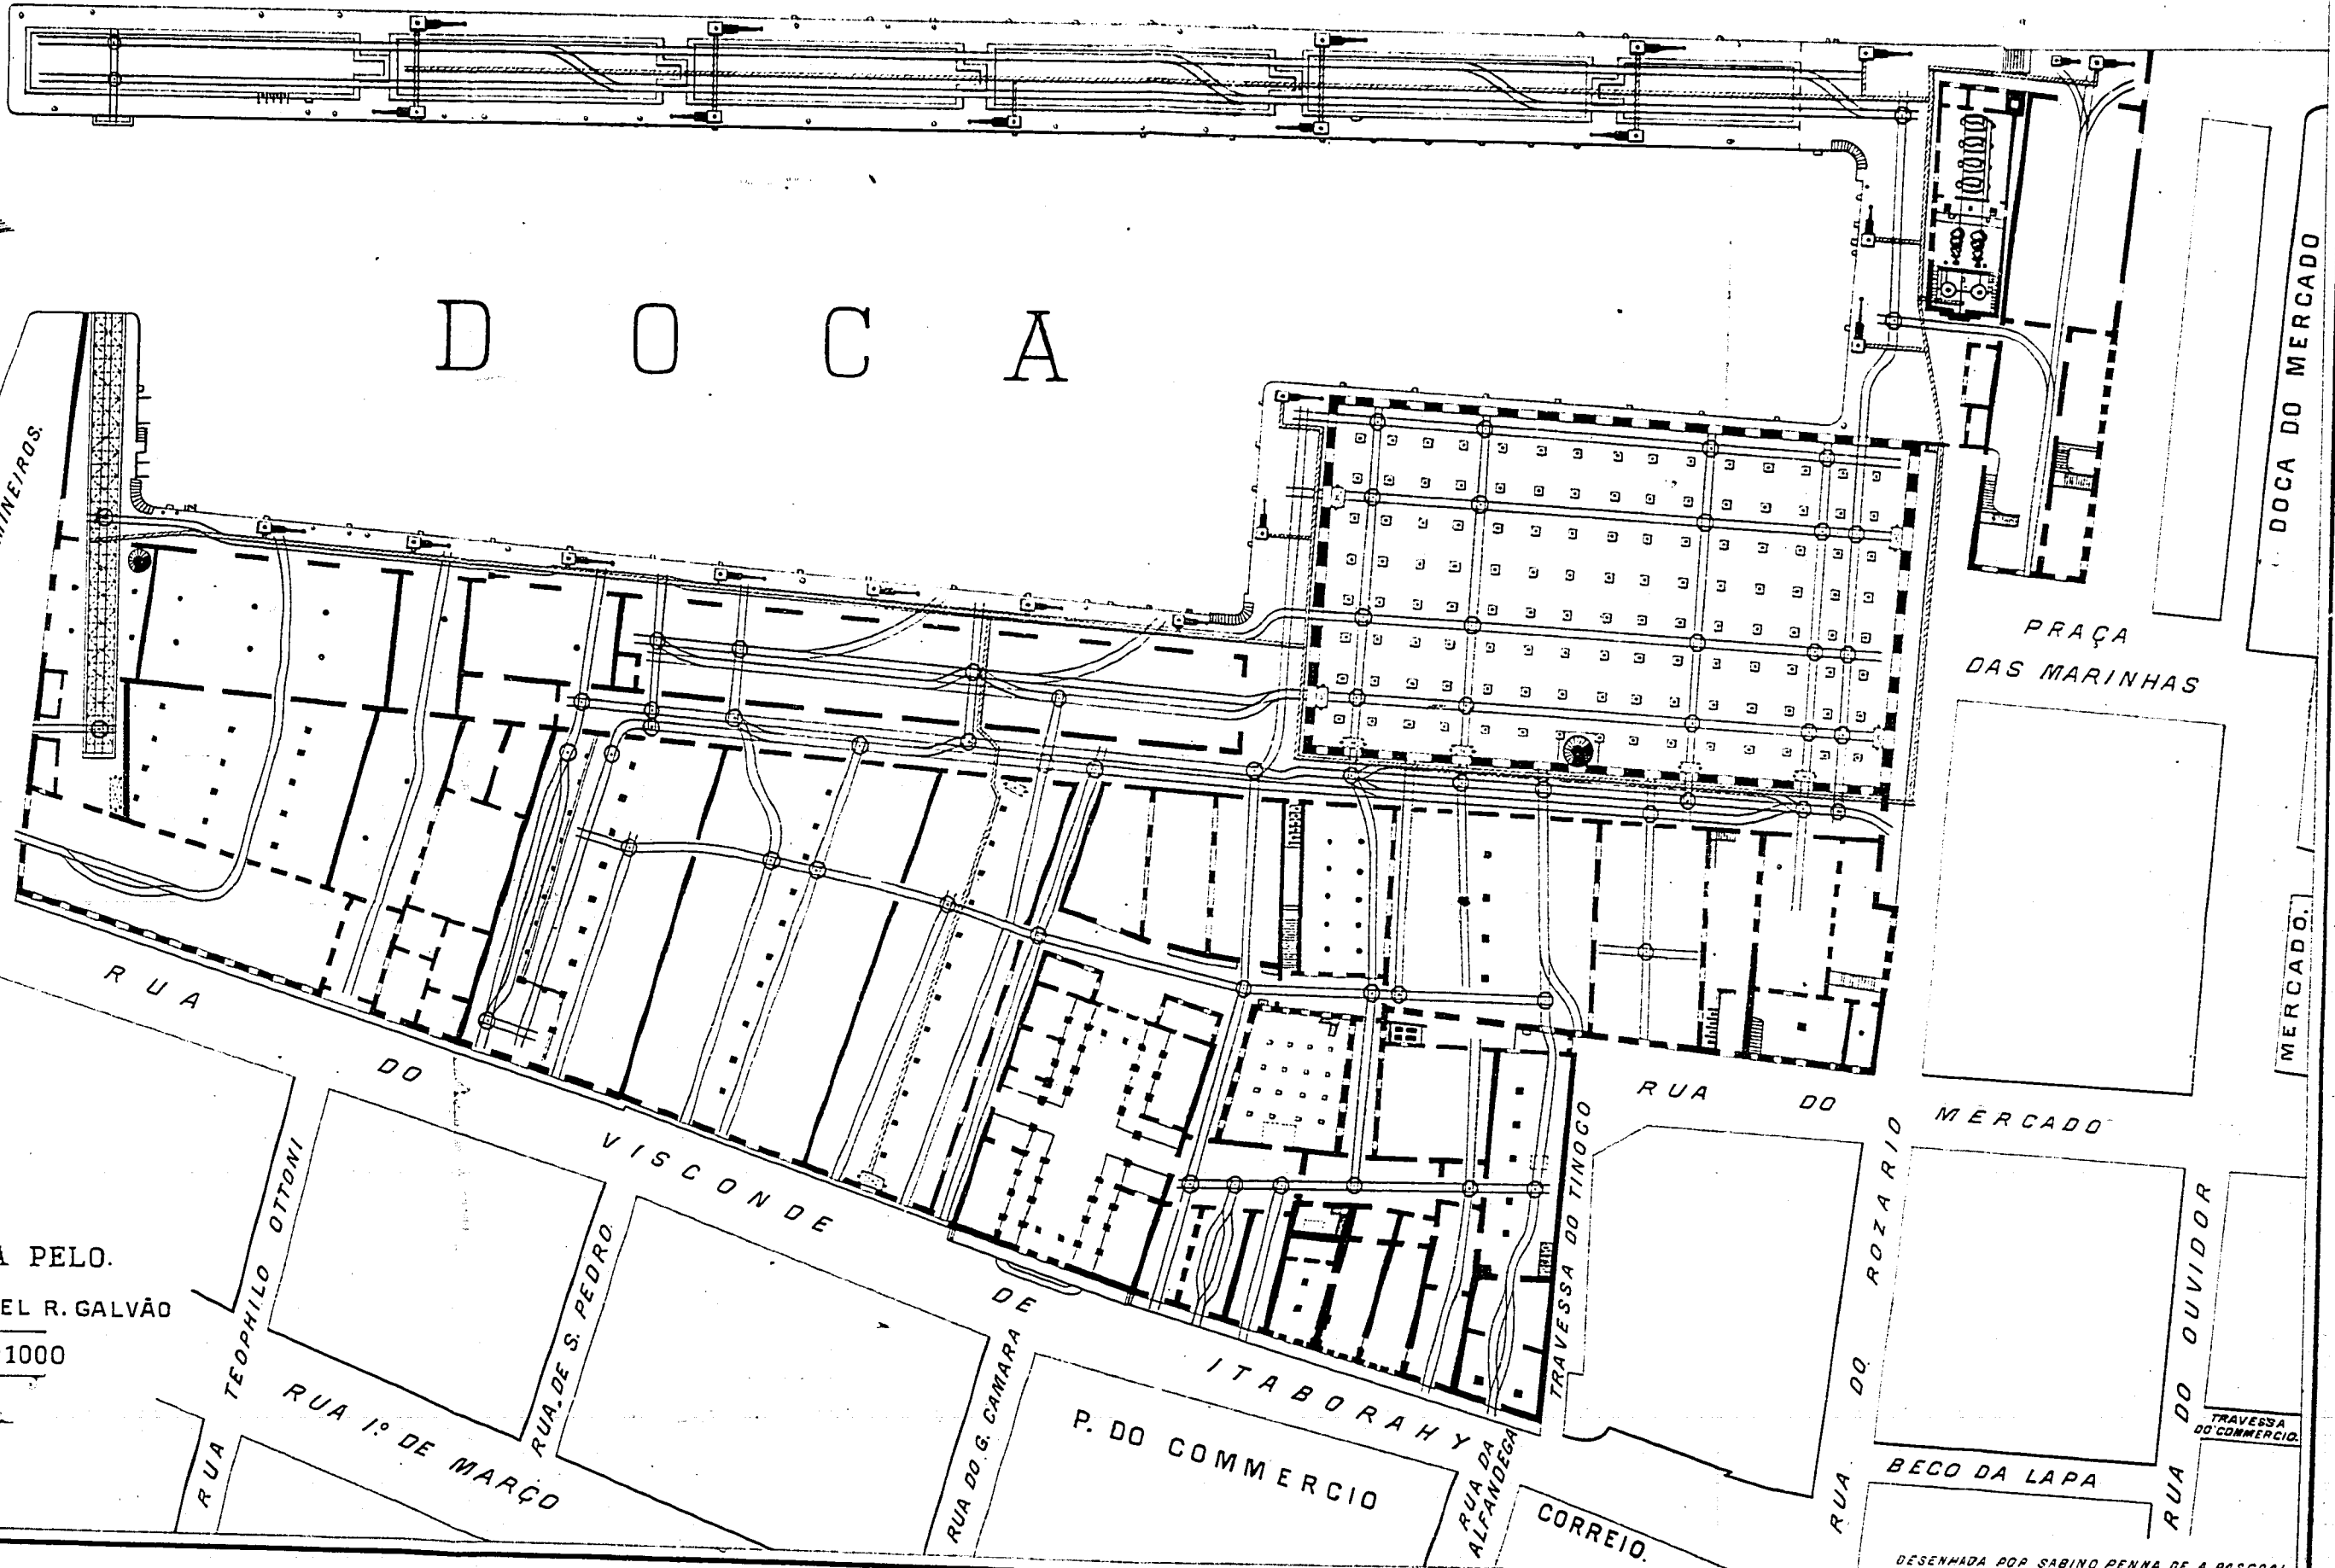 DOCA
DOCA DO MERCADO
PRAÇA
DAS MARINHAS
MERCADO.
RUA DO VISCONDE DE ITABORAHY
RUA DO MERCADO
A PELO.
EL R. GALVÃO
1000
RUA TEOPHILO OTTONI
RUA 1º DE MARÇO
RUA DE S. PEDRO
RUA DO G. CAMARA
P. DO COMMERCIO
RUA DA
ALFANDEGA
CORREIO.
TRAVESSA DO TINOCO
RUA DO ROZARIO
BECO DA LAPA
RUA DO OUVIDOR
TRAVESSA
DO COMMERCIO.
DESENHADA POR SABINO PENNA DE A